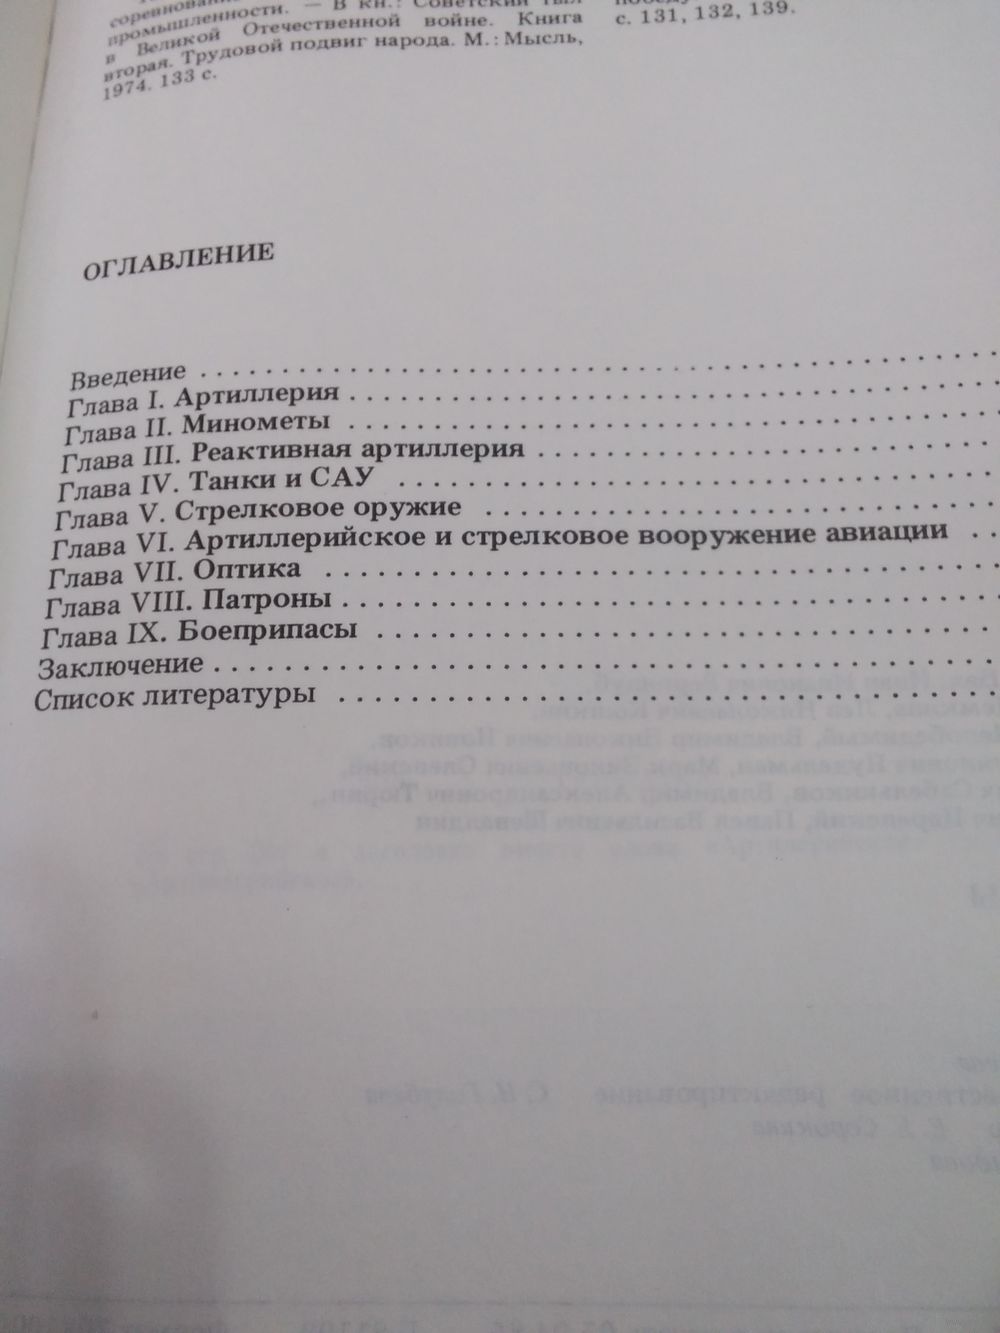 промышленности. — В кн.: Советский тыл
в Великой Отечественной войне. Книга
вторая. Трудовой подвиг народа. М.: Мысль,
1974. 133 с.
с. 131, 132, 139.
ОГЛАВЛЕНИЕ
Введение
Глава I. Артиллерия
Глава II. Минометы
Глава III. Реактивная артиллерия
Глава IV. Танки и САУ
Глава V. Стрелковое оружие
Глава VI. Артиллерийское и стрелковое вооружение авиации
Глава VII. Оптика
Глава VIII. Патроны
Глава IX. Боеприпасы
Заключение
Список литературы